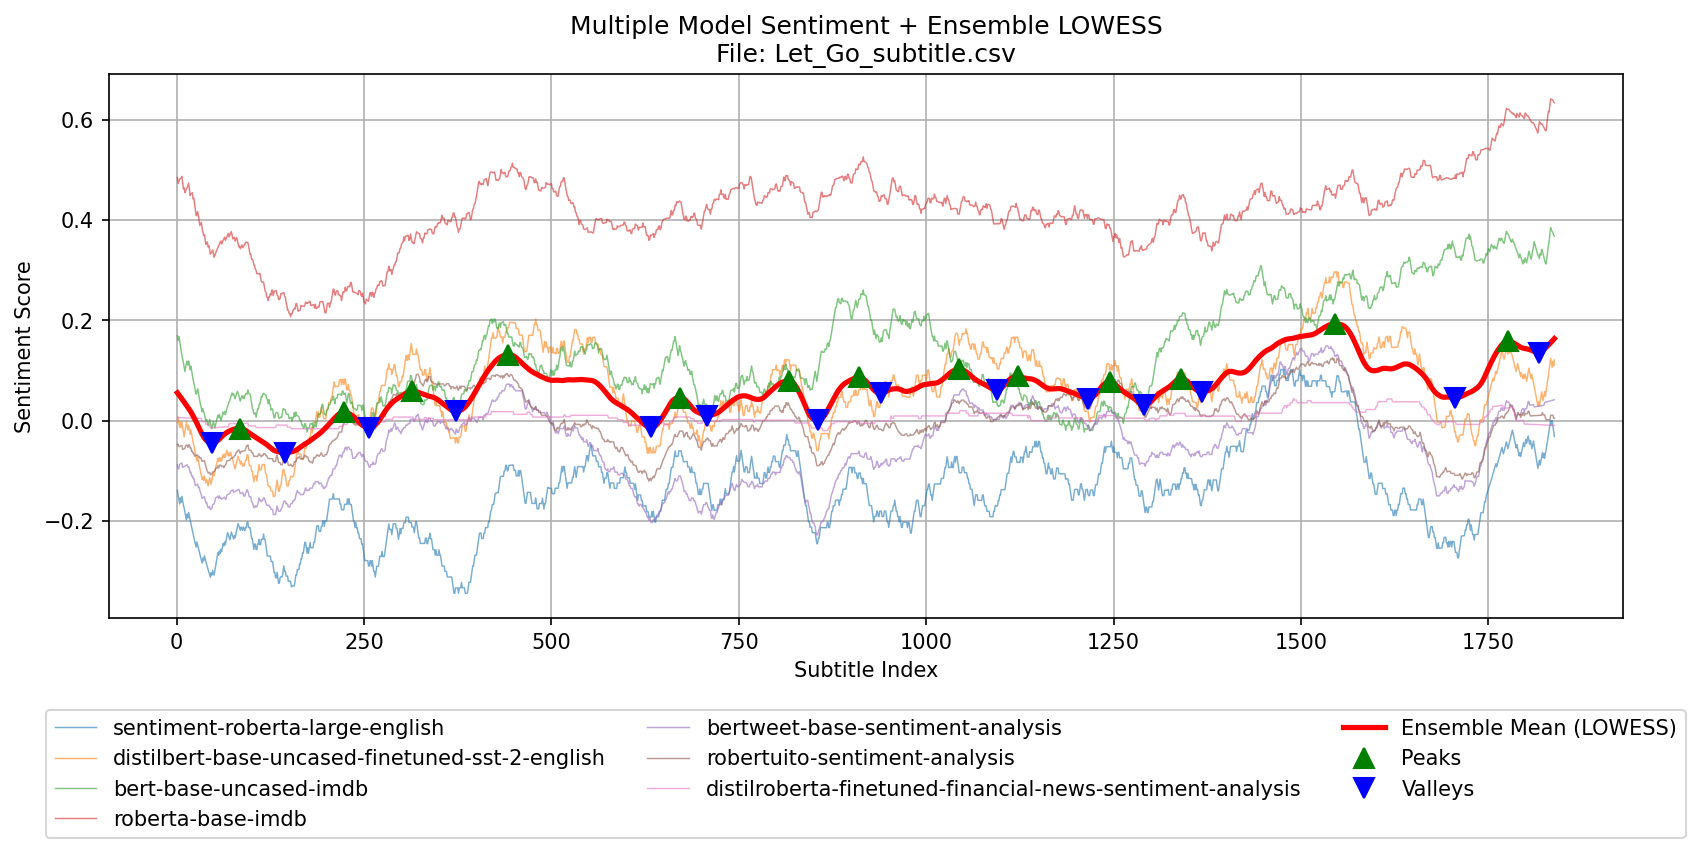 Multiple Model Sentiment + Ensemble LOWESS
File: Let_Go_subtitle.csv
Sentiment Score
0.6
0.4
0.2
0.0
−0.2
0 250 500 750 1000 1250 1500 1750
Subtitle Index
sentiment-roberta-large-english
distilbert-base-uncased-finetuned-sst-2-english
bert-base-uncased-imdb
roberta-base-imdb
bertweet-base-sentiment-analysis
robertuito-sentiment-analysis
distilroberta-finetuned-financial-news-sentiment-analysis
Ensemble Mean (LOWESS)
Peaks
Valleys